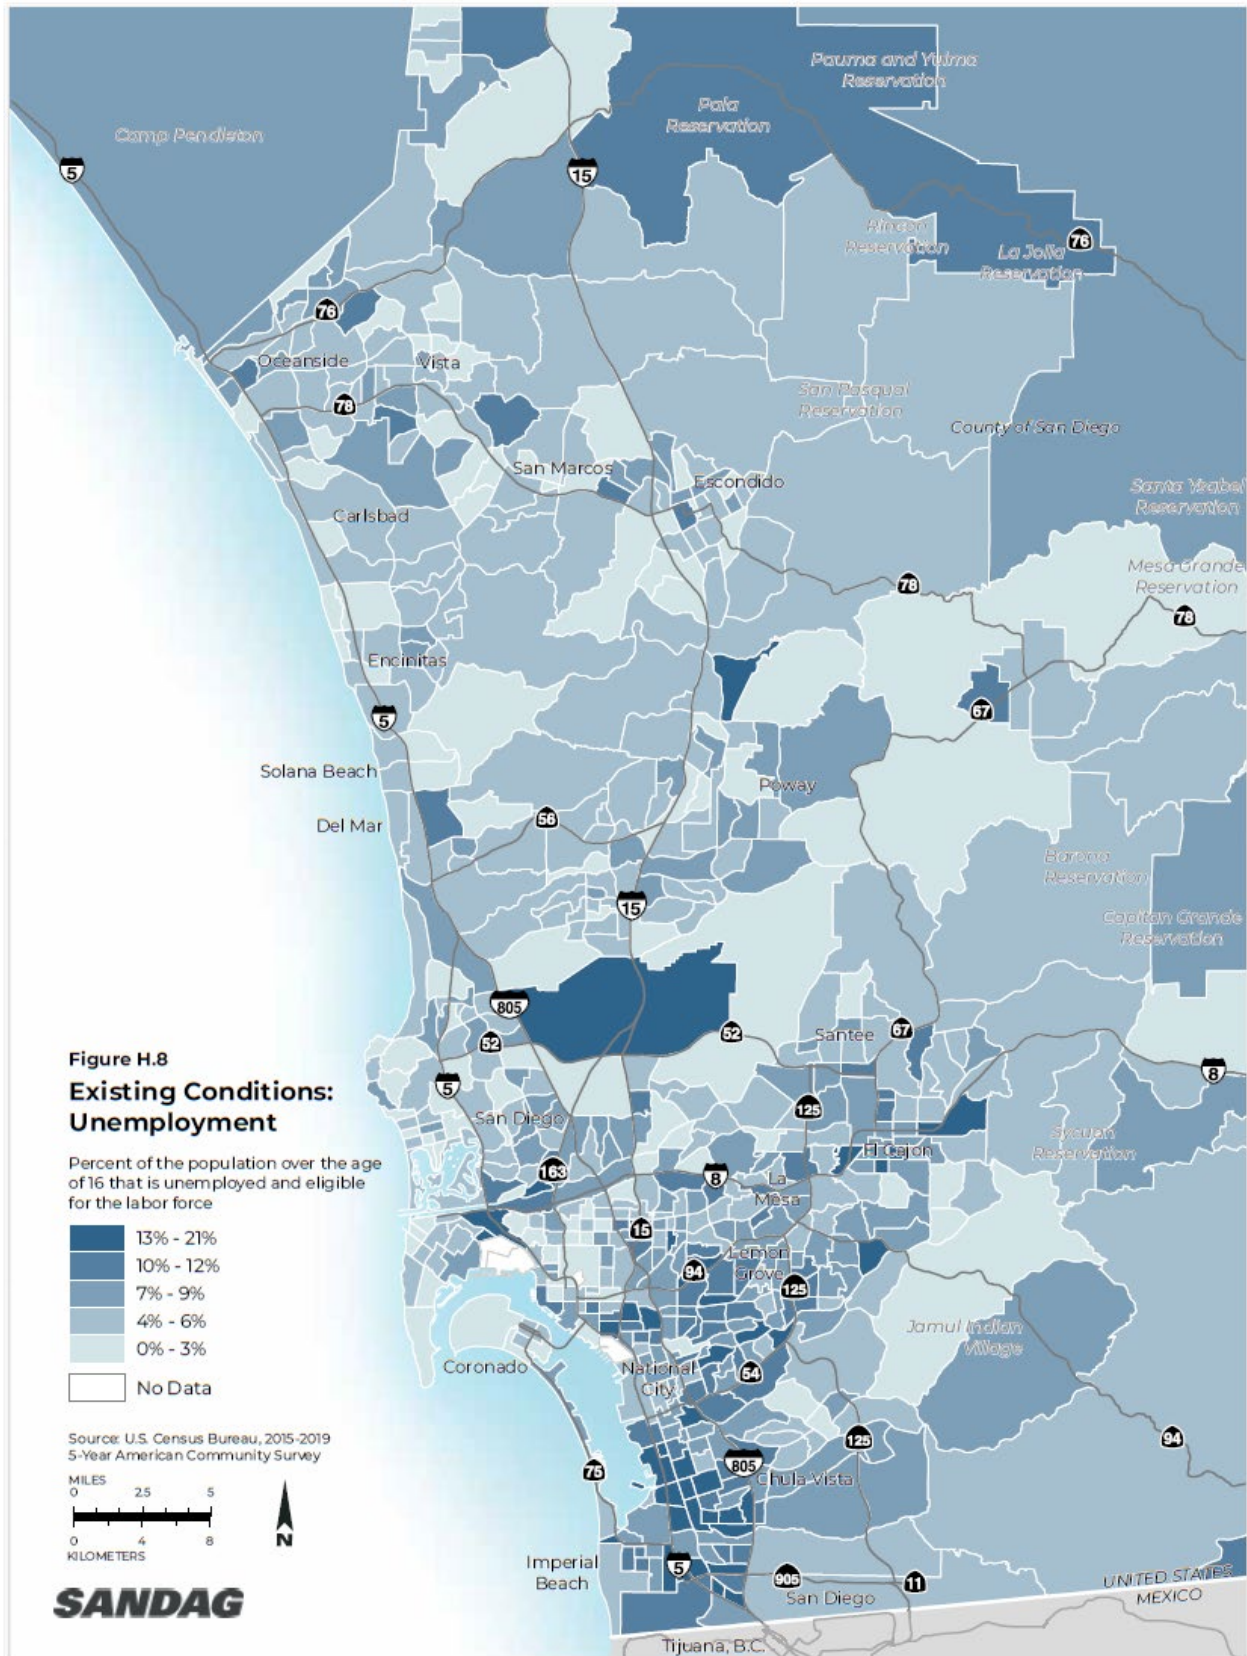 Pauma and Yuima
Reservation
Pala
Reservation
Camp Pendleton
5
15
Rincon
Reservation
La Jolla
Reservation
76
76
Oceanside
Vista
San Pasqual
Reservation
78
County of San Diego
San Marcos
Escondido
Santa Ysabel
Reservation
Carlsbad
Mesa Grande
Reservation
78
78
Encinitas
67
5
Solana Beach
Poway
Del Mar
56
Barona
Reservation
15
Capitan Grande
Reservation
805
52
67
Santee
52
8
5
125
San Diego
Sycuan
Reservation
El Cajon
163
8
La
Mesa
15
Lemon
Grove
94
125
Jamul Indian
Village
Coronado
National
City
54
125
94
805
75
Chula Vista
Imperial
Beach
5
905
11
San Diego
UNITED STATES
MEXICO
Tijuana, B.C.
Figure H.8
Existing Conditions:
Unemployment
Percent of the population over the age
of 16 that is unemployed and eligible
for the labor force
13% - 21%
10% - 12%
7% - 9%
4% - 6%
0% - 3%
No Data
Source: U.S. Census Bureau, 2015-2019
5-Year American Community Survey
MILES
0 2.5 5
0 4 8
KILOMETERS
N
SANDAG